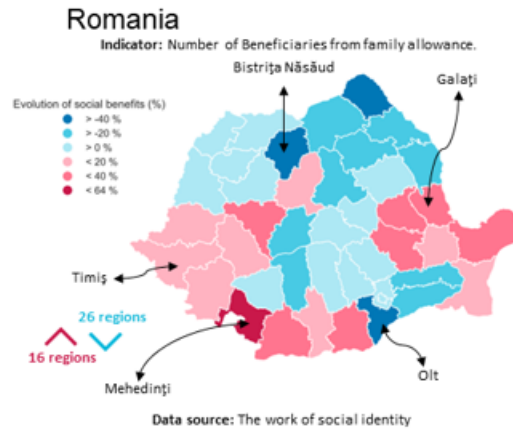 Romania
Indicator: Number of Beneficiaries from family allowance.
Bistrița Năsăud
Galați
Evolution of social benefits (%)
> -40 %
> -20 %
> 0 %
< 20 %
< 40 %
< 64 %
Timiș
26 regions
16 regions
Mehedinți
Olt
Data source: The work of social identity